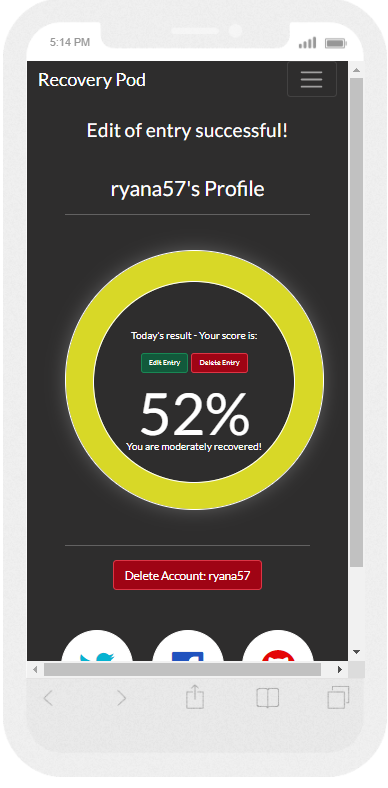 5:14 PM
Recovery Pod
Edit of entry successful!
ryana57's Profile
Today's result - Your score is:
Edit Entry Delete Entry
52%
You are moderately recovered!
Delete Account: ryana57